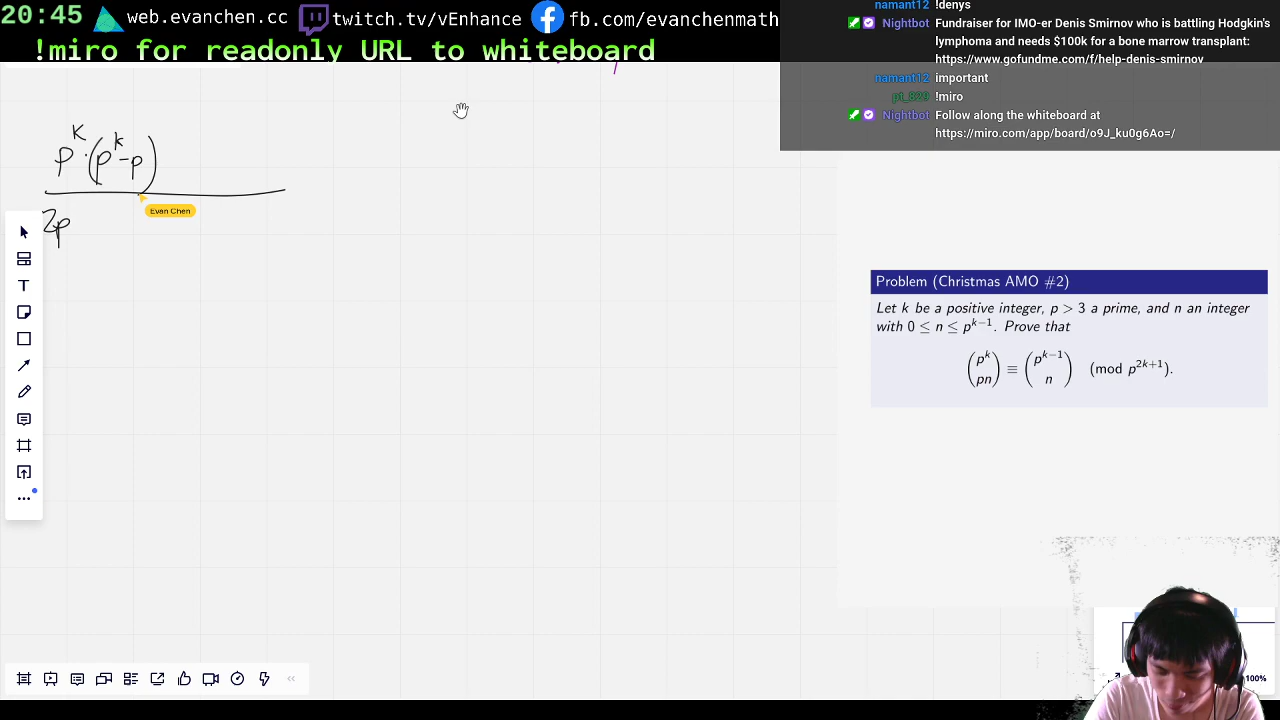 20:45 web.evanchen.cc twitch.tv/vEnhance fb.com/evanchenmath
!miro for readonly URL to whiteboard
namant12 !denys
Nightbot Fundraiser for IMO-er Denis Smirnov who is battling Hodgkin's
lymphoma and needs $100k for a bone marrow transplant:
https://www.gofundme.com/f/help-denis-smirnov
namant12 important
pt_829 !miro
Nightbot Follow along the whiteboard at
https://miro.com/app/board/o9J_ku0g6Ao=/
p^k·(p^k-p)
2p
Evan Chen
Problem (Christmas AMO #2)
Let k be a positive integer, p > 3 a prime, and n an integer
with 0 ≤ n ≤ p^{k−1}. Prove that
(p^k pn) ≡ (p^{k−1} n) (mod p^{2k+1}).
100%